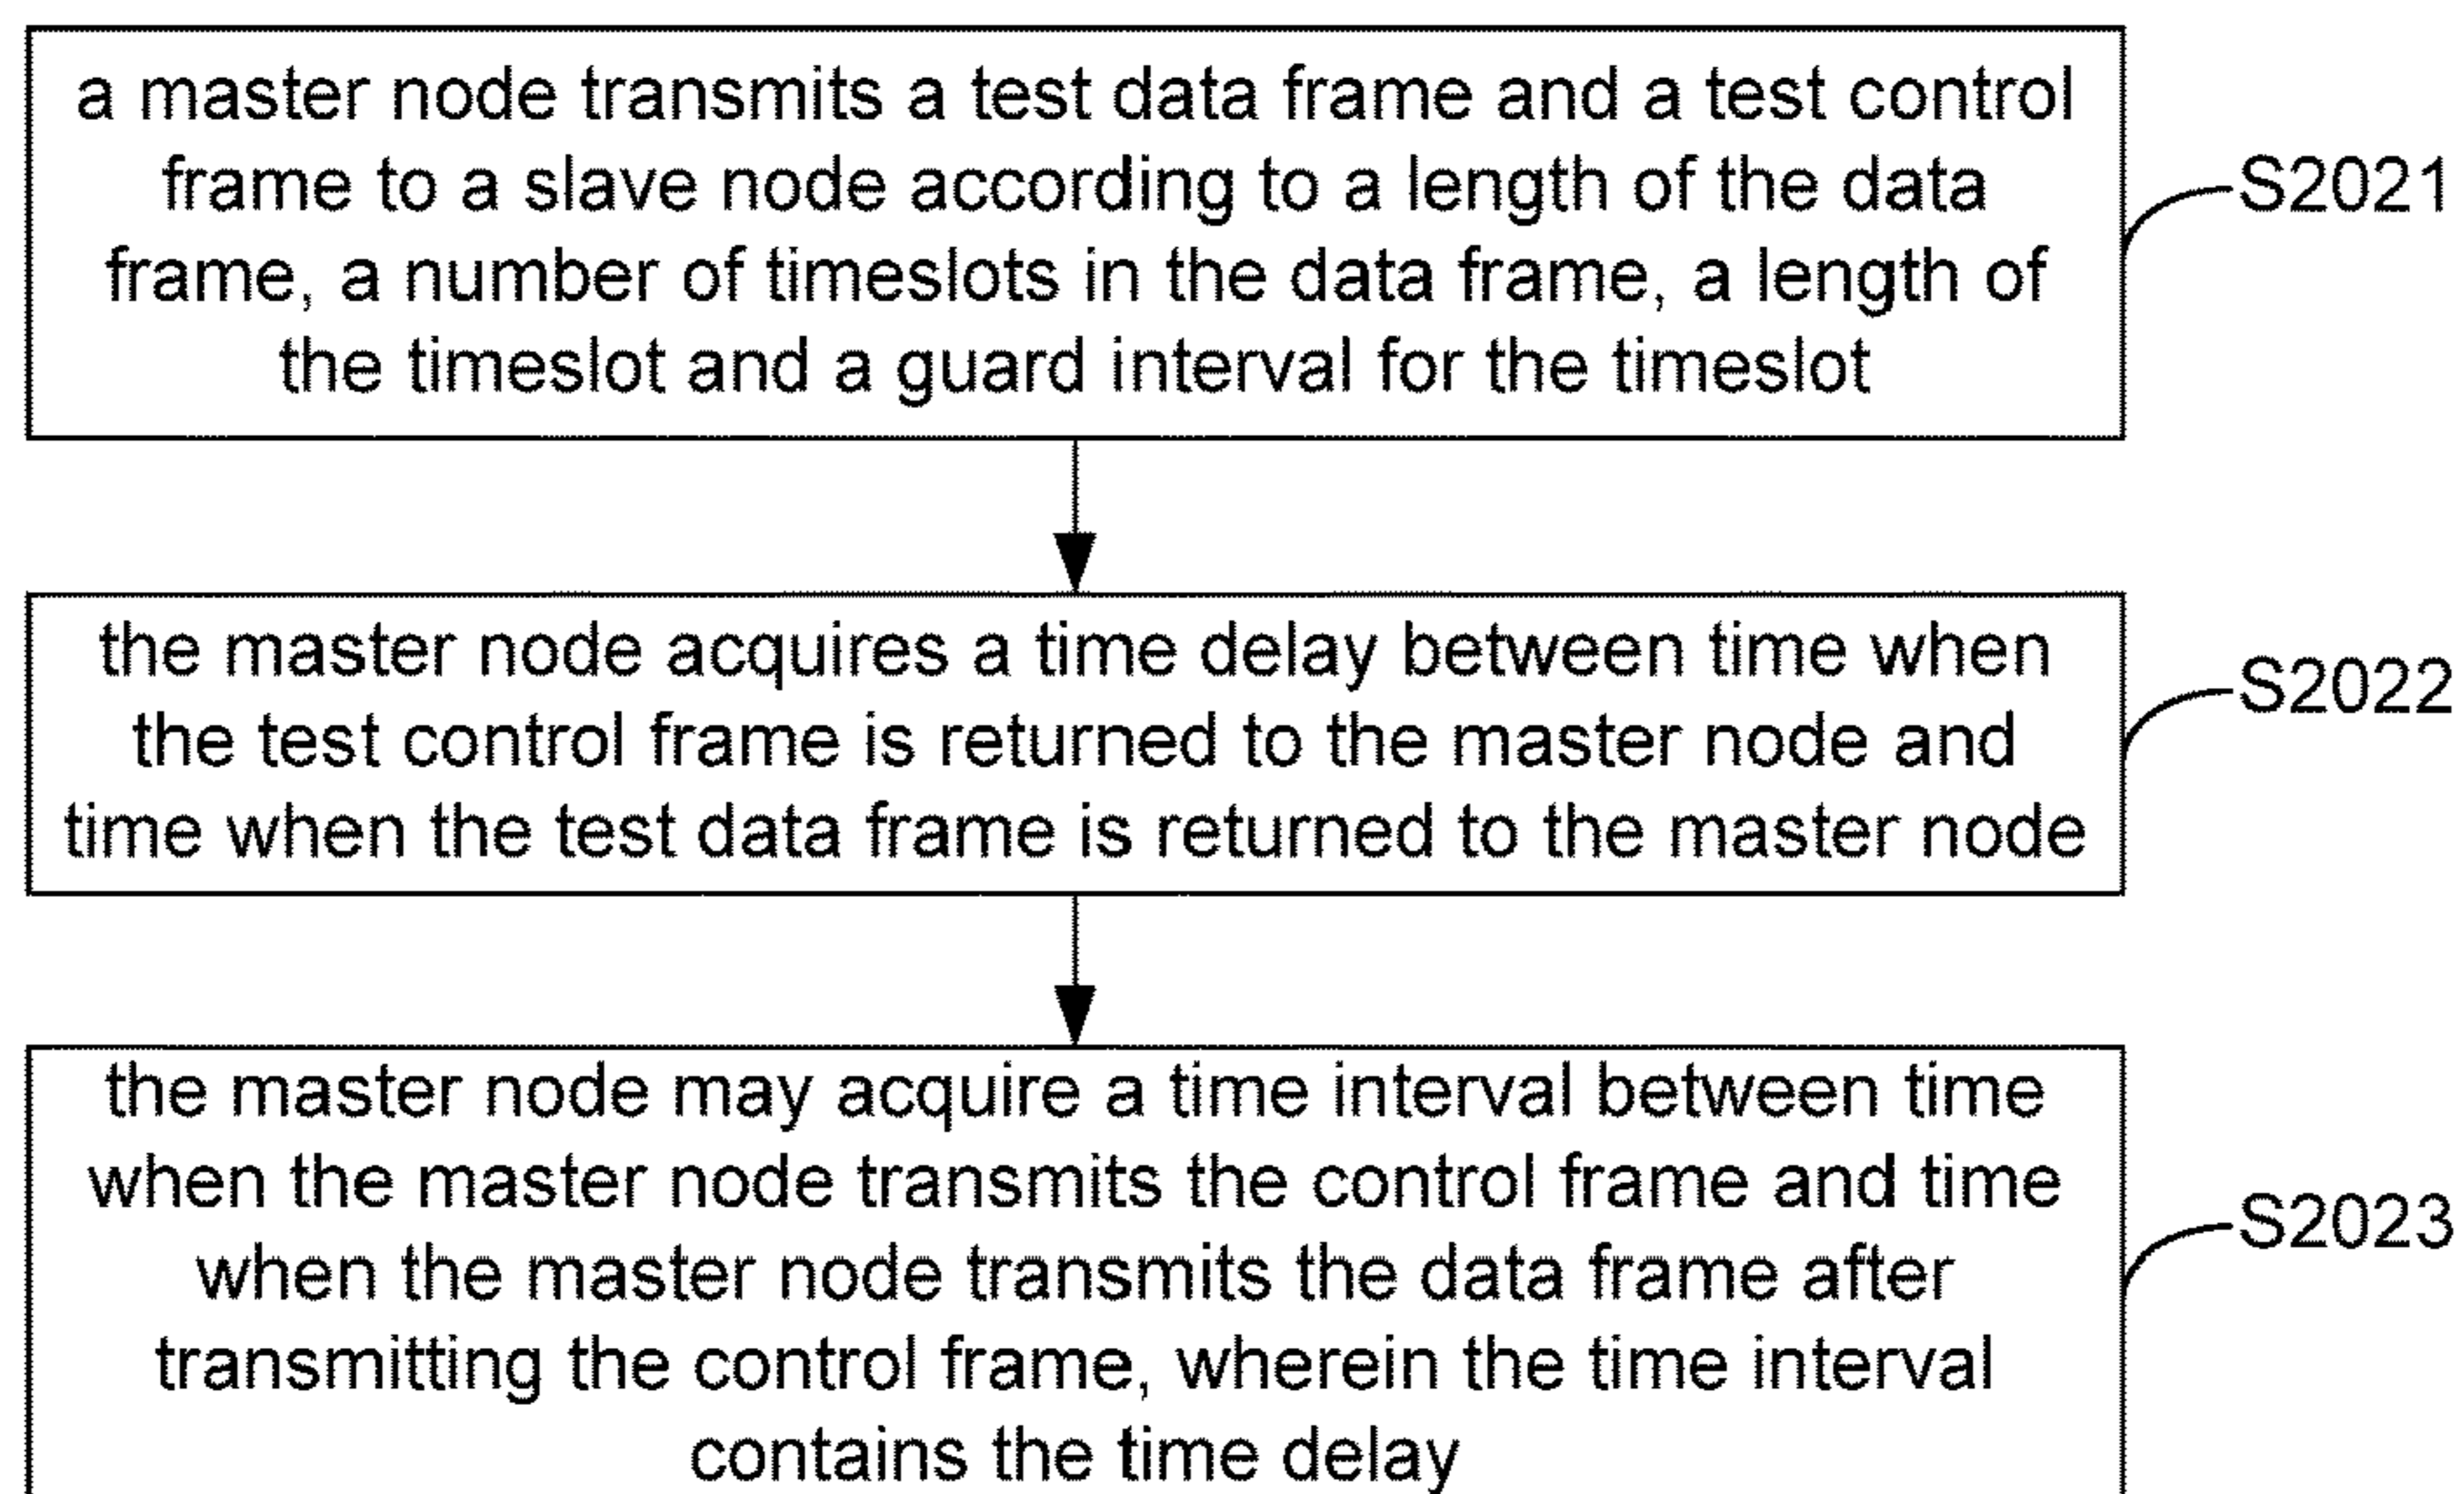 a master node transmits a test data frame and a test control
frame to a slave node according to a length of the data
frame, a number of timeslots in the data frame, a length of
the timeslot and a guard interval for the timeslot
S2021
the master node acquires a time delay between time when
the test control frame is returned to the master node and
time when the test data frame is returned to the master node
S2022
the master node may acquire a time interval between time
when the master node transmits the control frame and time
when the master node transmits the data frame after
transmitting the control frame, wherein the time interval
contains the time delay
S2023